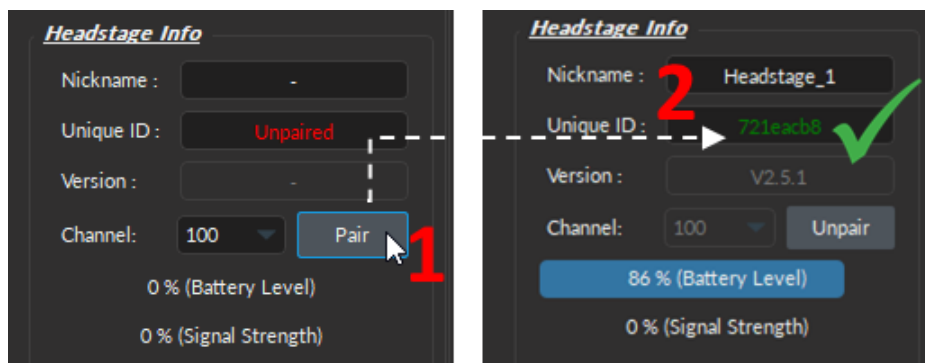 Headstage Info
Nickname : -
Unique ID : Unpaired
Version : -
Channel: 100 Pair
1
0 % (Battery Level)
0 % (Signal Strength)
Headstage Info
Nickname : Headstage_1
2
Unique ID : 721eacb8
Version : V2.5.1
Channel: 100 Unpair
86 % (Battery Level)
0 % (Signal Strength)